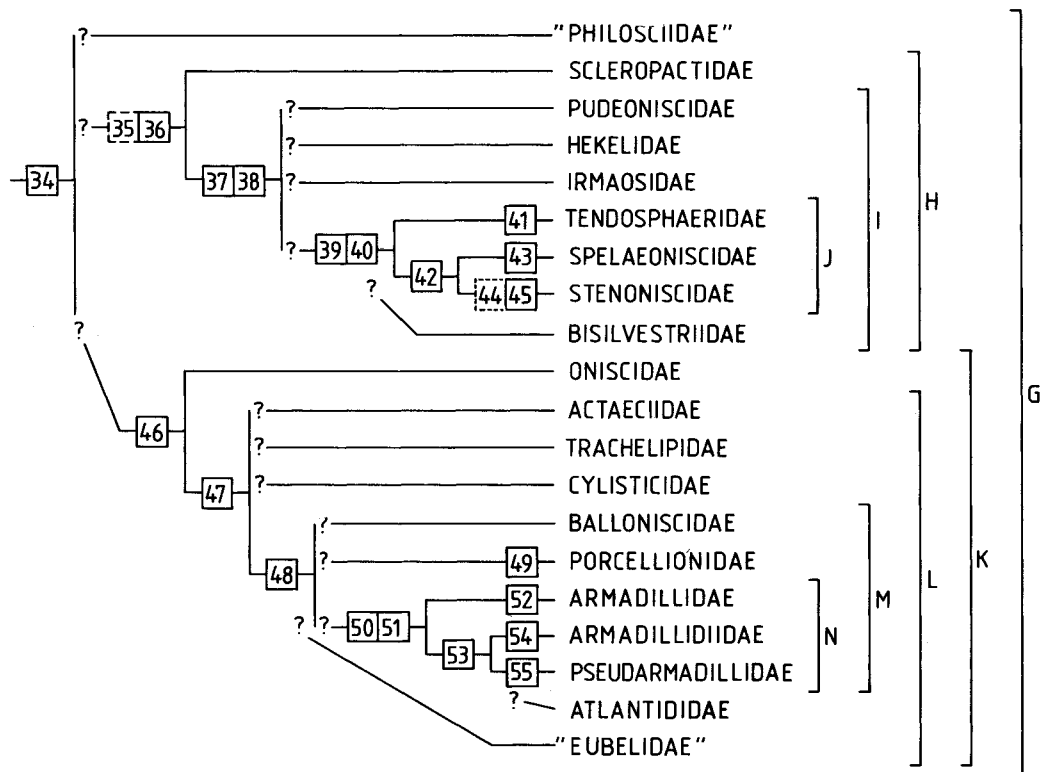 ? "PHILOSCIIDAE"
SCLEROPACTIDAE
? PUDEONISCIDAE
? 35 36
? HEKELIDAE
34 37 38 ? IRMAOSIDAE
41 TENDOSPHAERIDAE
? 39 40
43 SPELAEONISCIDAE
42
? 44 45 STENONISCIDAE
? BISILVESTRIIDAE
ONISCIDAE
? ACTAECIIDAE
46
? TRACHELIPIDAE
47 ? CYLISTICIDAE
? BALLONISCIDAE
48 ? 49 PORCELLIONIDAE
52 ARMADILLIDAE
? ? 50 51
54 ARMADILLIDIIDAE
53
55 PSEUDARMADILLIDAE
? ATLANTIDIDAE
"EUBELIDAE"
J
I
H
N
M
L
K
G